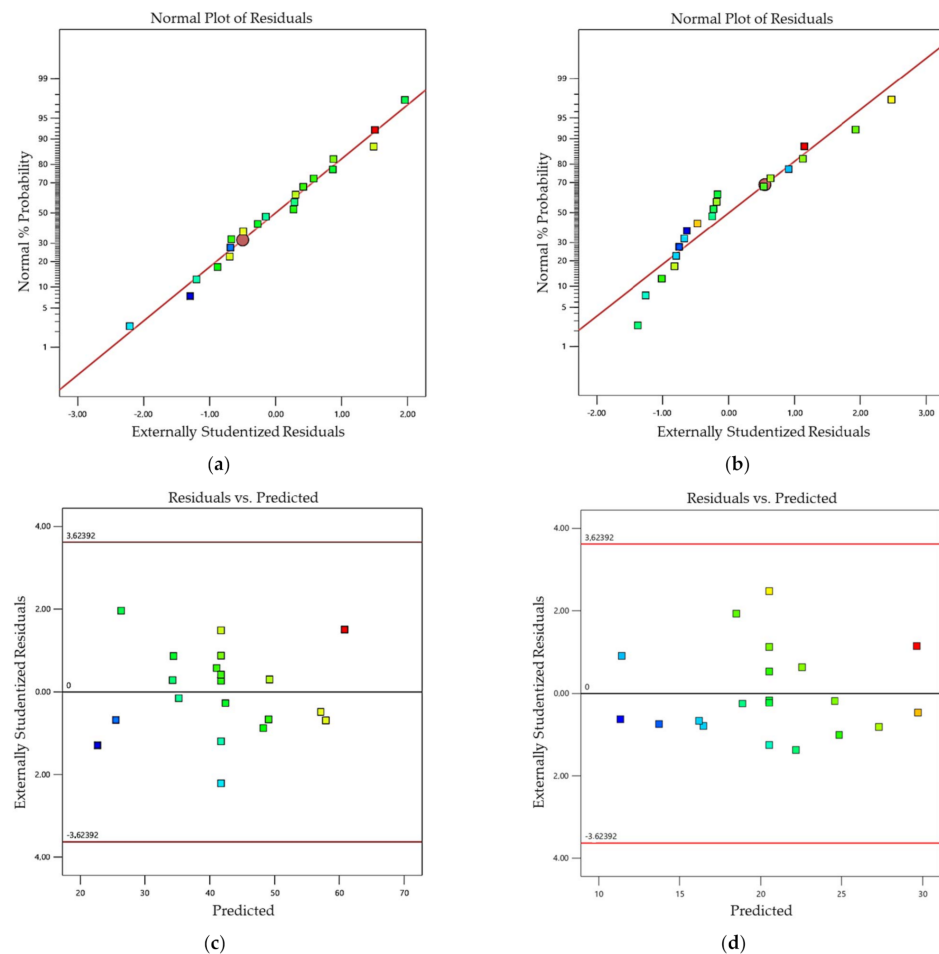 Normal Plot of Residuals
Normal % Probability
99
95
90
80
70
50
30
20
10
5
1
-3.00 -2.00 -1.00 0.00 1.00 2.00
Externally Studentized Residuals
(a)
Normal Plot of Residuals
Normal % Probability
99
95
90
80
70
50
30
20
10
5
1
-2.00 -1.00 0.00 1.00 2.00 3.00
Externally Studentized Residuals
(b)
Residuals vs. Predicted
Externally Studentized Residuals
4.00
3,62392
2.00
0
0.00
2.00
-3,62392
4.00
20 30 40 50 60 70
Predicted
(c)
Residuals vs. Predicted
Externally Studentized Residuals
4.00
3,62392
2.00
0
0.00
2.00
-3.62392
4.00
10 15 20 25 30
Predicted
(d)